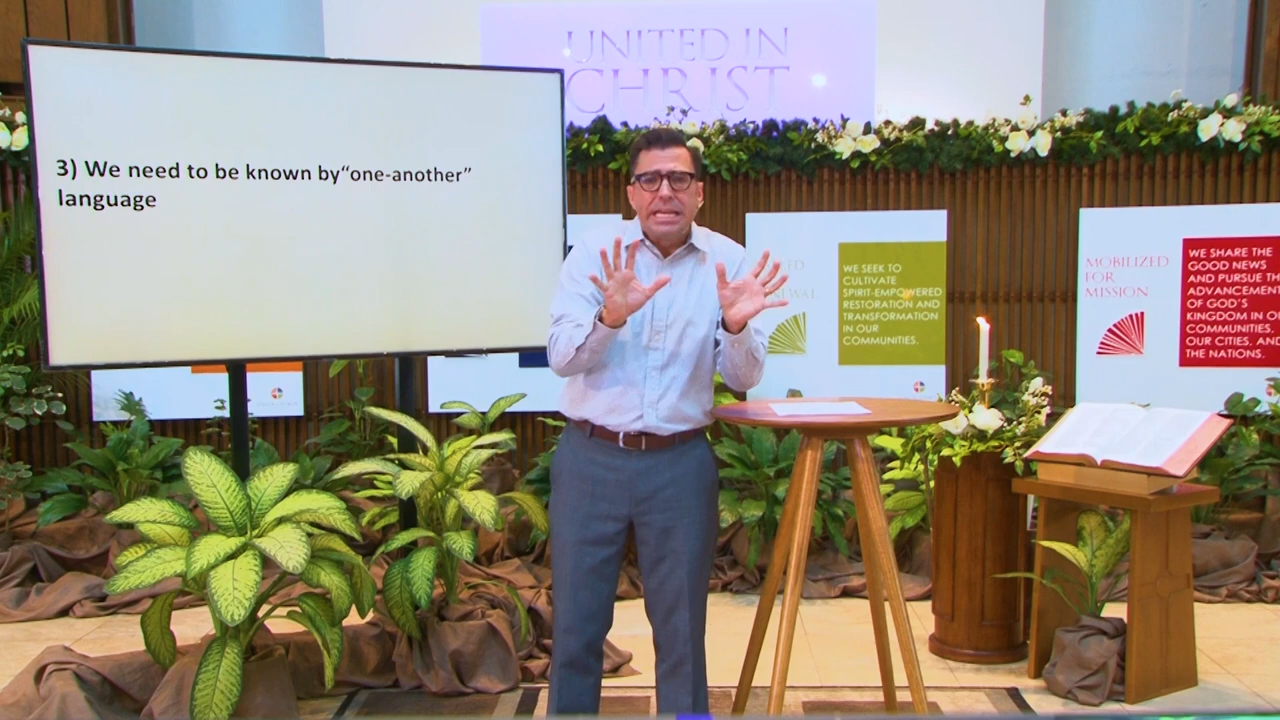 UNITED IN
CHRIST
3) We need to be known by“one-another”
language
WE SEEK TO
CULTIVATE
SPIRIT-EMPOWERED
RESTORATION AND
TRANSFORMATION
IN OUR
COMMUNITIES.
MOBILIZED
FOR
MISSION
WE SHARE THE
GOOD NEWS
AND PURSUE THE
ADVANCEMENT
OF GOD'S
KINGDOM IN
COMMUNITIES,
OUR CITIES, AND
THE NATIONS.